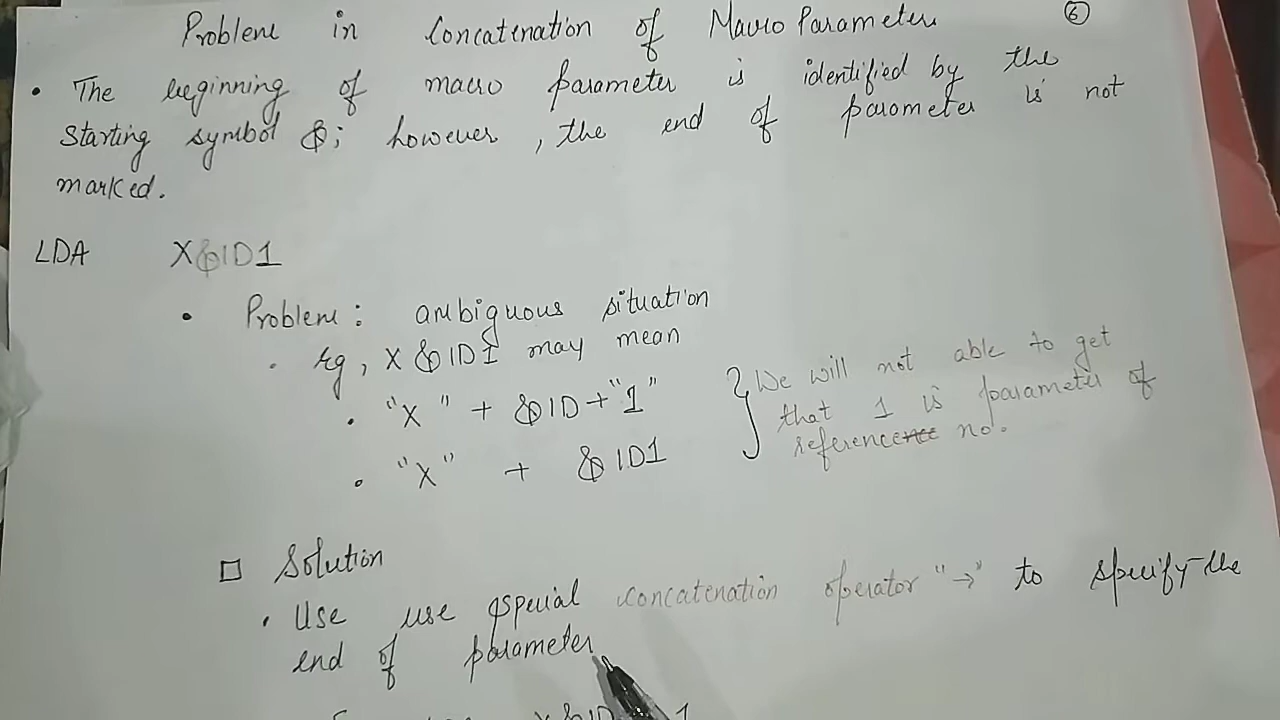 Problem in Concatenation of Macro Parameter 6
• The beginning of macro parameter is identified by the
starting symbol &; however, the end of parameter is not
marked.
LDA X&ID1
• Problem: ambiguous situation
• Eg, X&ID1 may mean
• "X" + &ID+"1"
• "X" + &ID1
} We will not able to get
that 1 is parameter of
reference no.
□ Solution
• Use use special concatenation operator "→" to specify the
end of parameter
X&ID 1